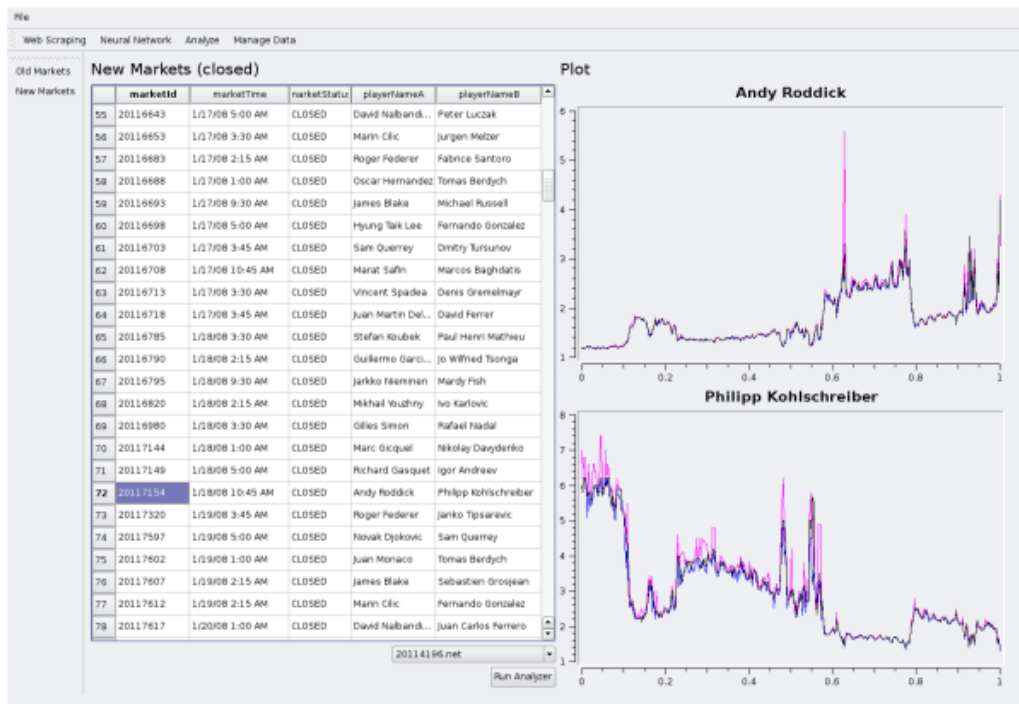 File
Web Scraping Neural Network Analyze Manage Data
Old Markets
New Markets
New Markets (closed)
marketId marketTime marketStatu playerNameA playerNameB
55 20116643 1/17/08 5:00 AM CLOSED David Nalbandi... Peter Luczak
56 20116653 1/17/08 3:30 AM CLOSED Marin Cilic Jurgen Melzer
57 20116683 1/17/08 2:15 AM CLOSED Roger Federer Fabrice Santoro
58 20116688 1/17/08 1:00 AM CLOSED Oscar Hernandez Tomas Berdych
59 20116693 1/17/08 9:30 AM CLOSED James Blake Michael Russell
60 20116698 1/17/08 5:00 AM CLOSED Hyung Taik Lee Fernando Gonzalez
61 20116703 1/17/08 3:45 AM CLOSED Sam Querrey Dmitry Tursunov
62 20116708 1/17/08 10:45 AM CLOSED Marat Safin Marcos Baghdatis
63 20116713 1/17/08 3:30 AM CLOSED Vincent Spadea Denis Gremelmayr
64 20116718 1/17/08 3:45 AM CLOSED Juan Martin Del... David Ferrer
65 20116785 1/18/08 3:30 AM CLOSED Stefan Koubek Paul Henri Mathieu
66 20116790 1/18/08 2:15 AM CLOSED Guillermo Garci... Jo Wilfried Tsonga
67 20116795 1/18/08 9:30 AM CLOSED Jarkko Nieminen Mardy Fish
68 20116820 1/18/08 2:15 AM CLOSED Mikhail Youzhny Ivo Karlovic
69 20116980 1/18/08 3:30 AM CLOSED Gilles Simon Rafael Nadal
70 20117144 1/18/08 1:00 AM CLOSED Marc Gicquel Nikolay Davydenko
71 20117149 1/18/08 5:00 AM CLOSED Richard Gasquet Igor Andreev
72 20117154 1/18/08 10:45 AM CLOSED Andy Roddick Philipp Kohlschreiber
73 20117320 1/19/08 3:45 AM CLOSED Roger Federer Janko Tipsarevic
74 20117597 1/19/08 5:00 AM CLOSED Novak Djokovic Sam Querrey
75 20117602 1/19/08 1:00 AM CLOSED Juan Monaco Tomas Berdych
76 20117607 1/19/08 2:15 AM CLOSED James Blake Sebastien Grosjean
77 20117612 1/19/08 2:15 AM CLOSED Marin Cilic Fernando Gonzalez
78 20117617 1/20/08 1:00 AM CLOSED David Nalbandi... Juan Carlos Ferrero
20114196.net
Run Analyzer
Plot
Andy Roddick
6
5
4
3
2
1
0 0.2 0.4 0.6 0.8 1
Philipp Kohlschreiber
8
7
6
5
4
3
2
1
0 0.2 0.4 0.6 0.8 1